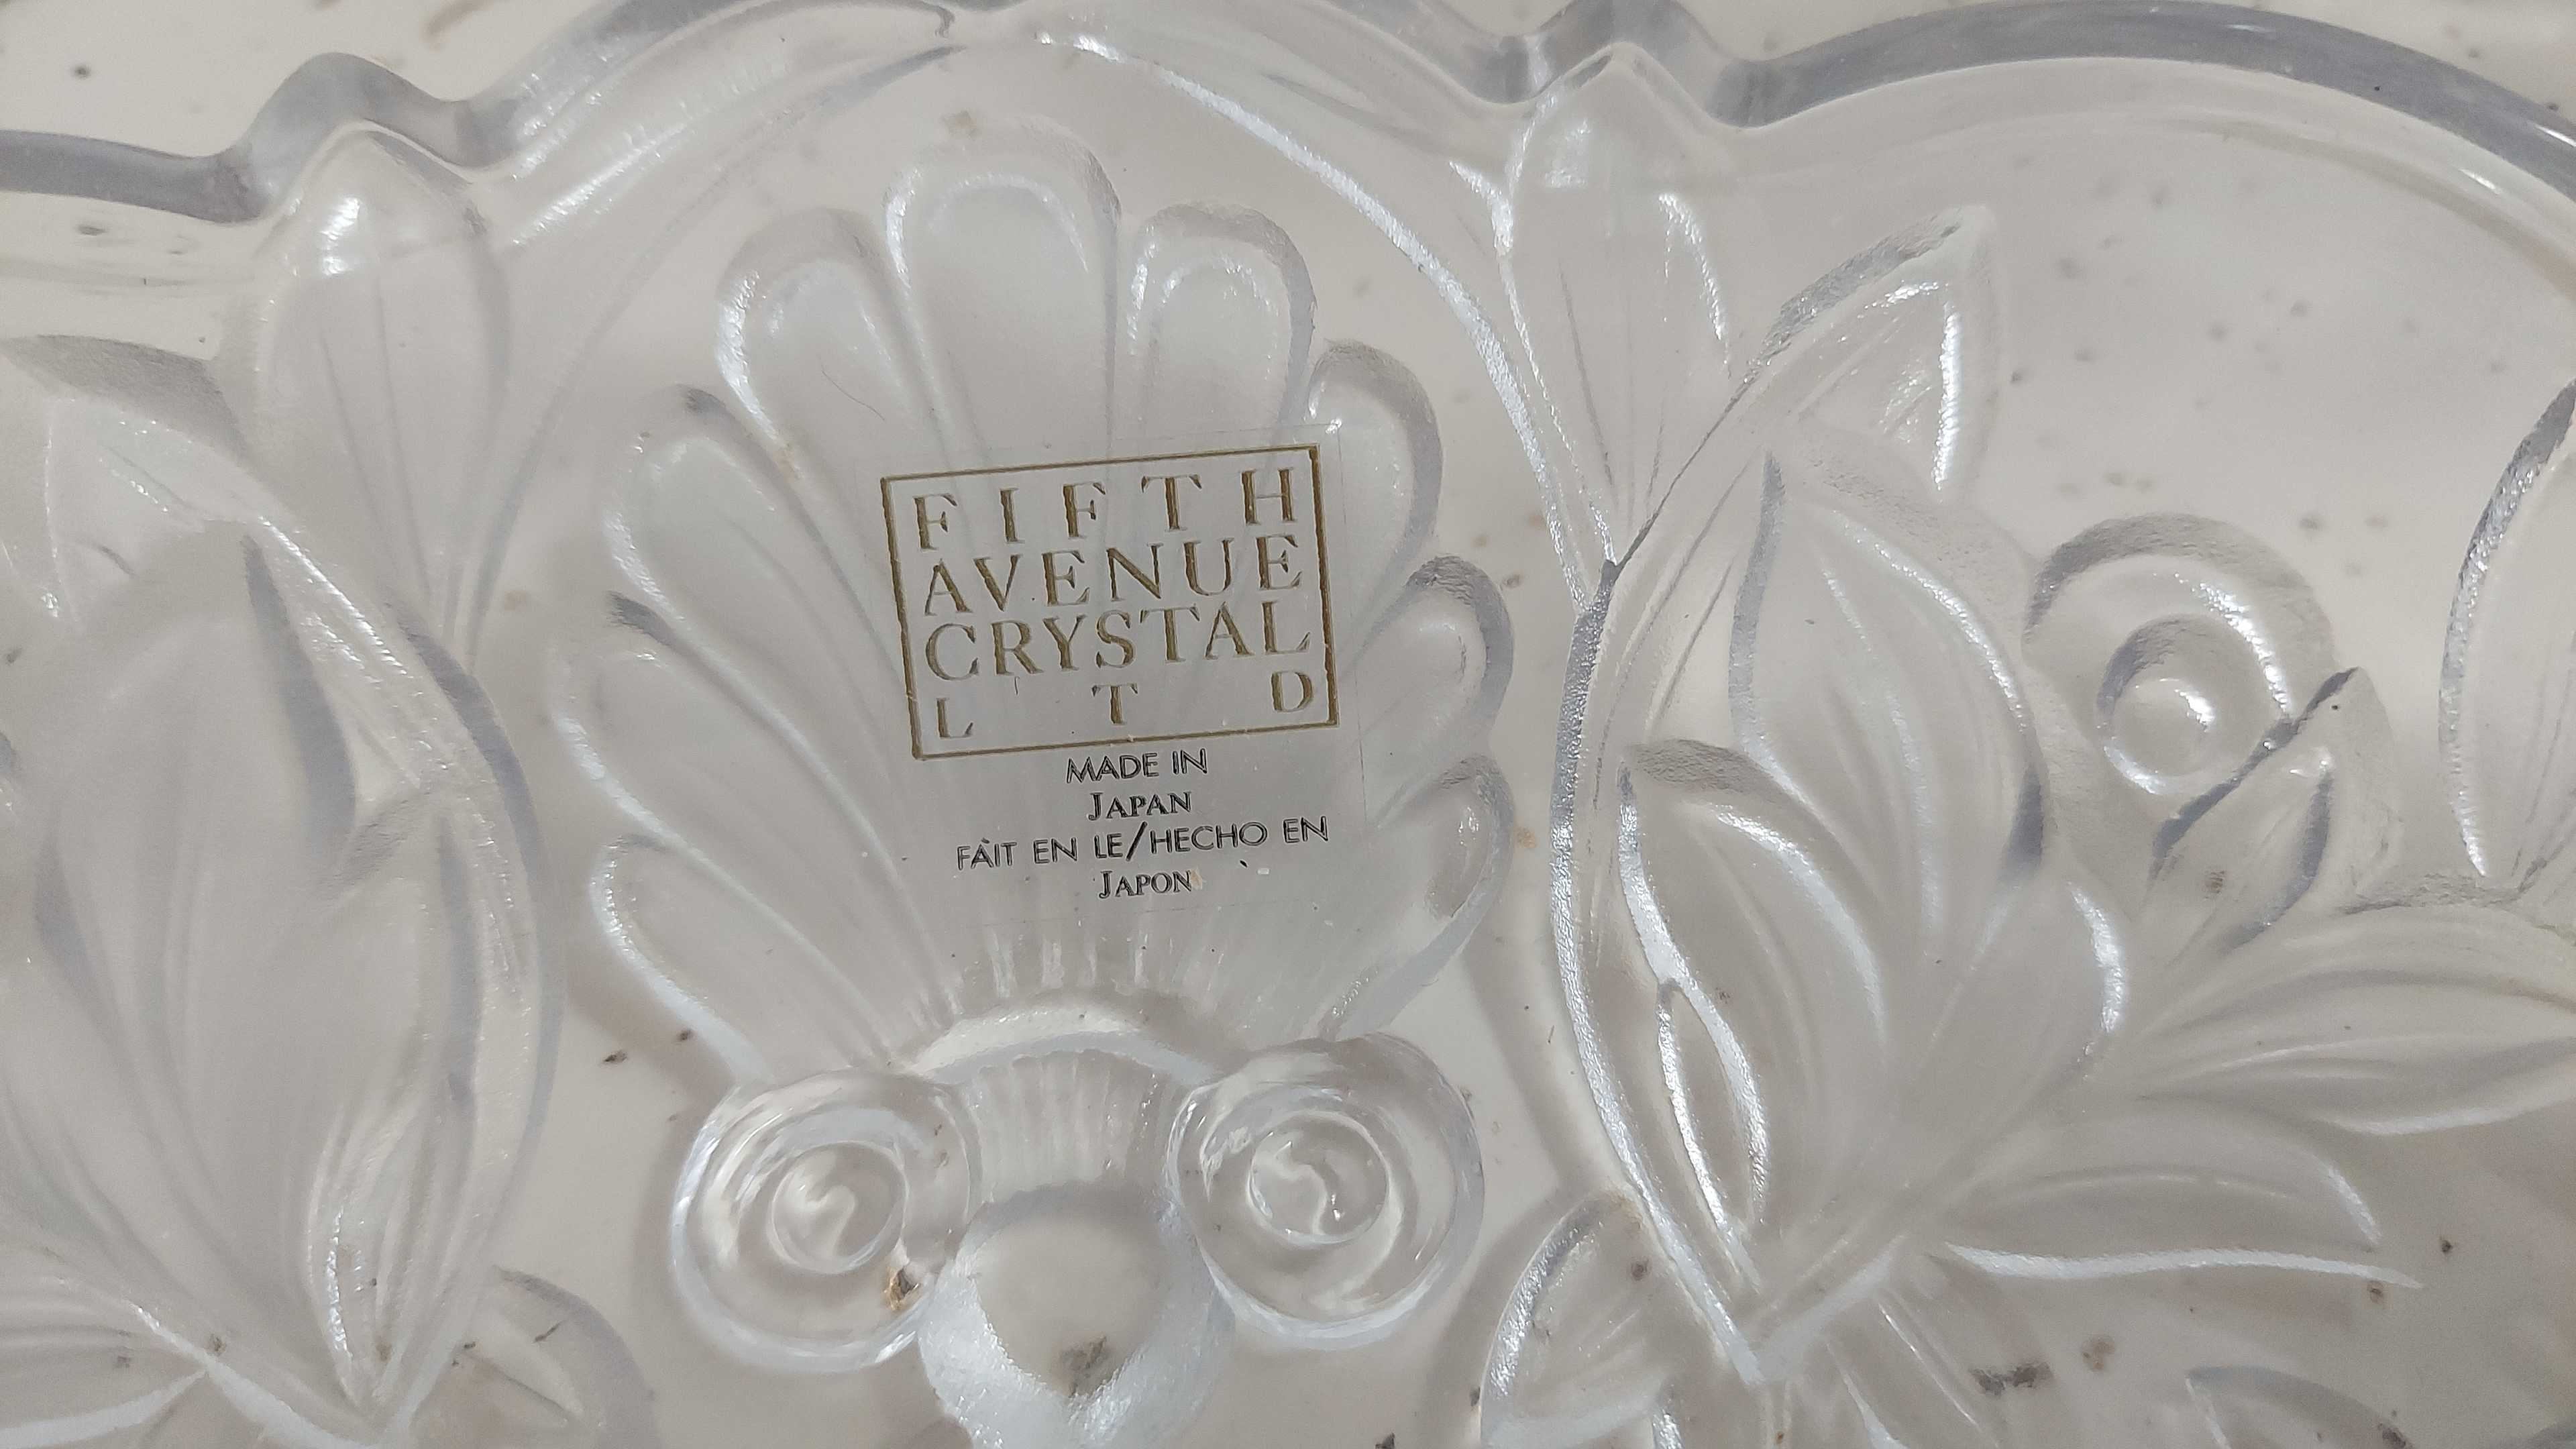 FIFTH
AVENUE
CRYSTAL
LTD
MADE IN
JAPAN
FÀIT EN LE/HECHO EN
JAPON